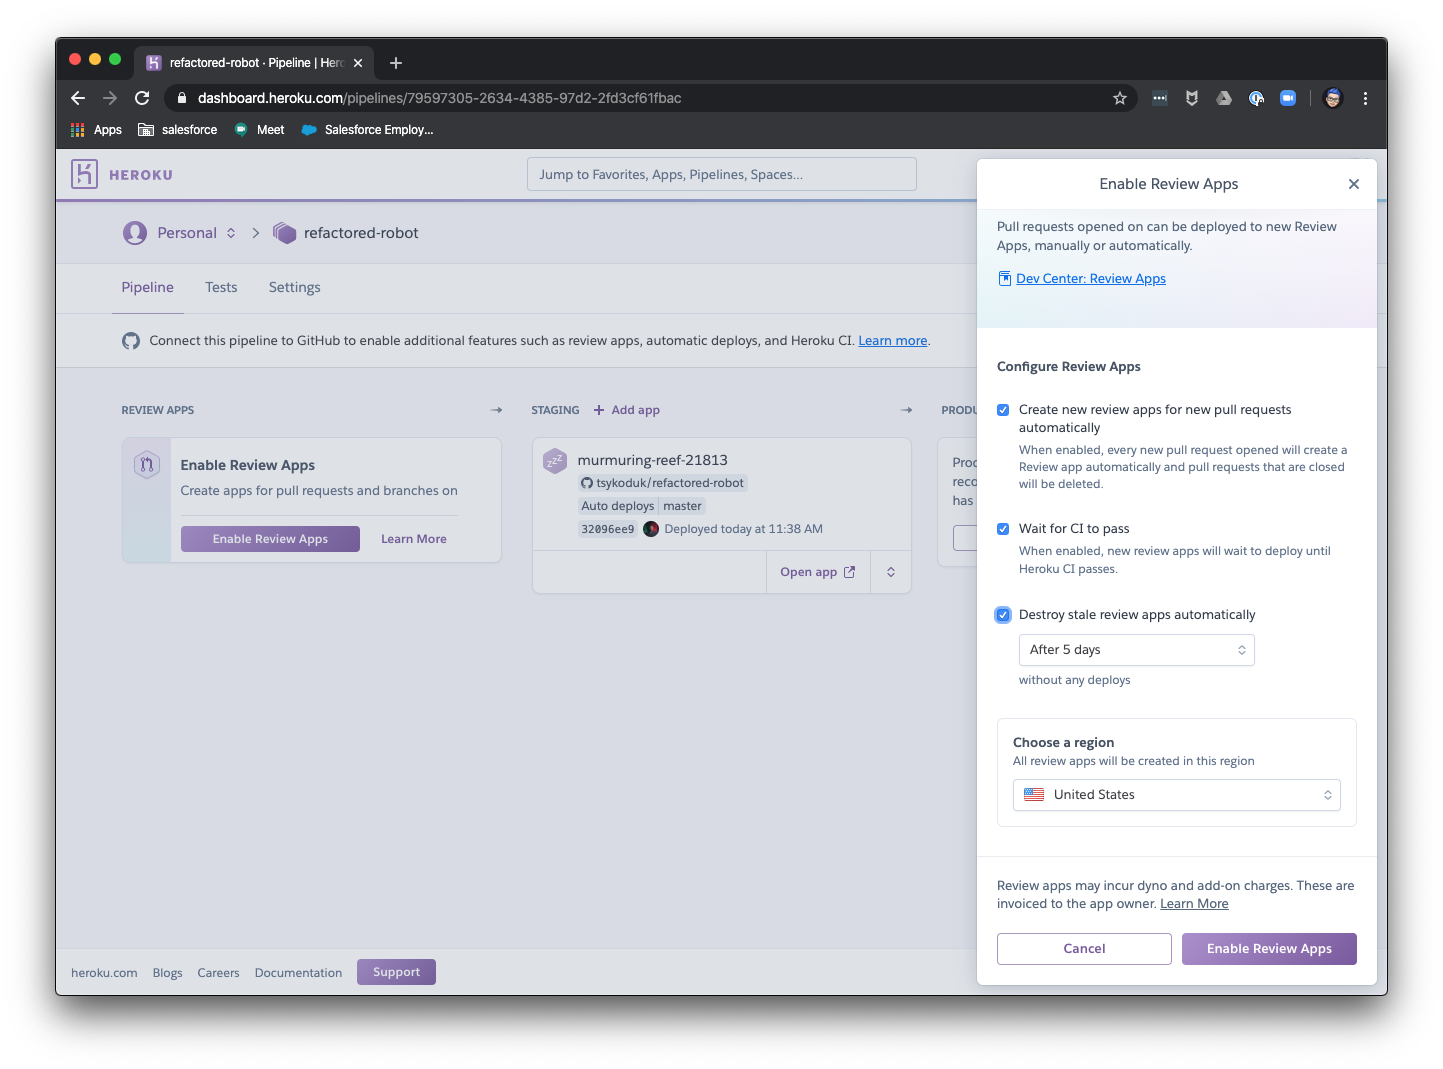 refactored-robot · Pipeline | Hero
dashboard.heroku.com/pipelines/79597305-2634-4385-97d2-2fd3cf61fbac
Apps
salesforce
Meet
Salesforce Employ...
HEROKU
Jump to Favorites, Apps, Pipelines, Spaces...
Personal
refactored-robot
Pipeline
Tests
Settings
Connect this pipeline to GitHub to enable additional features such as review apps, automatic deploys, and Heroku CI. Learn more.
REVIEW APPS
Enable Review Apps
Create apps for pull requests and branches on
Enable Review Apps
Learn More
STAGING
Add app
zzz
murmuring-reef-21813
tsykoduk/refactored-robot
Auto deploys
master
32096ee9
Deployed today at 11:38 AM
Open app
PRODU
Proc
reco
has
Enable Review Apps
Pull requests opened on can be deployed to new Review
Apps, manually or automatically.
Dev Center: Review Apps
Configure Review Apps
Create new review apps for new pull requests
automatically
When enabled, every new pull request opened will create a
Review app automatically and pull requests that are closed
will be deleted.
Wait for CI to pass
When enabled, new review apps will wait to deploy until
Heroku CI passes.
Destroy stale review apps automatically
After 5 days
without any deploys
Choose a region
All review apps will be created in this region
United States
Review apps may incur dyno and add-on charges. These are
invoiced to the app owner. Learn More
Cancel
Enable Review Apps
heroku.com
Blogs
Careers
Documentation
Support